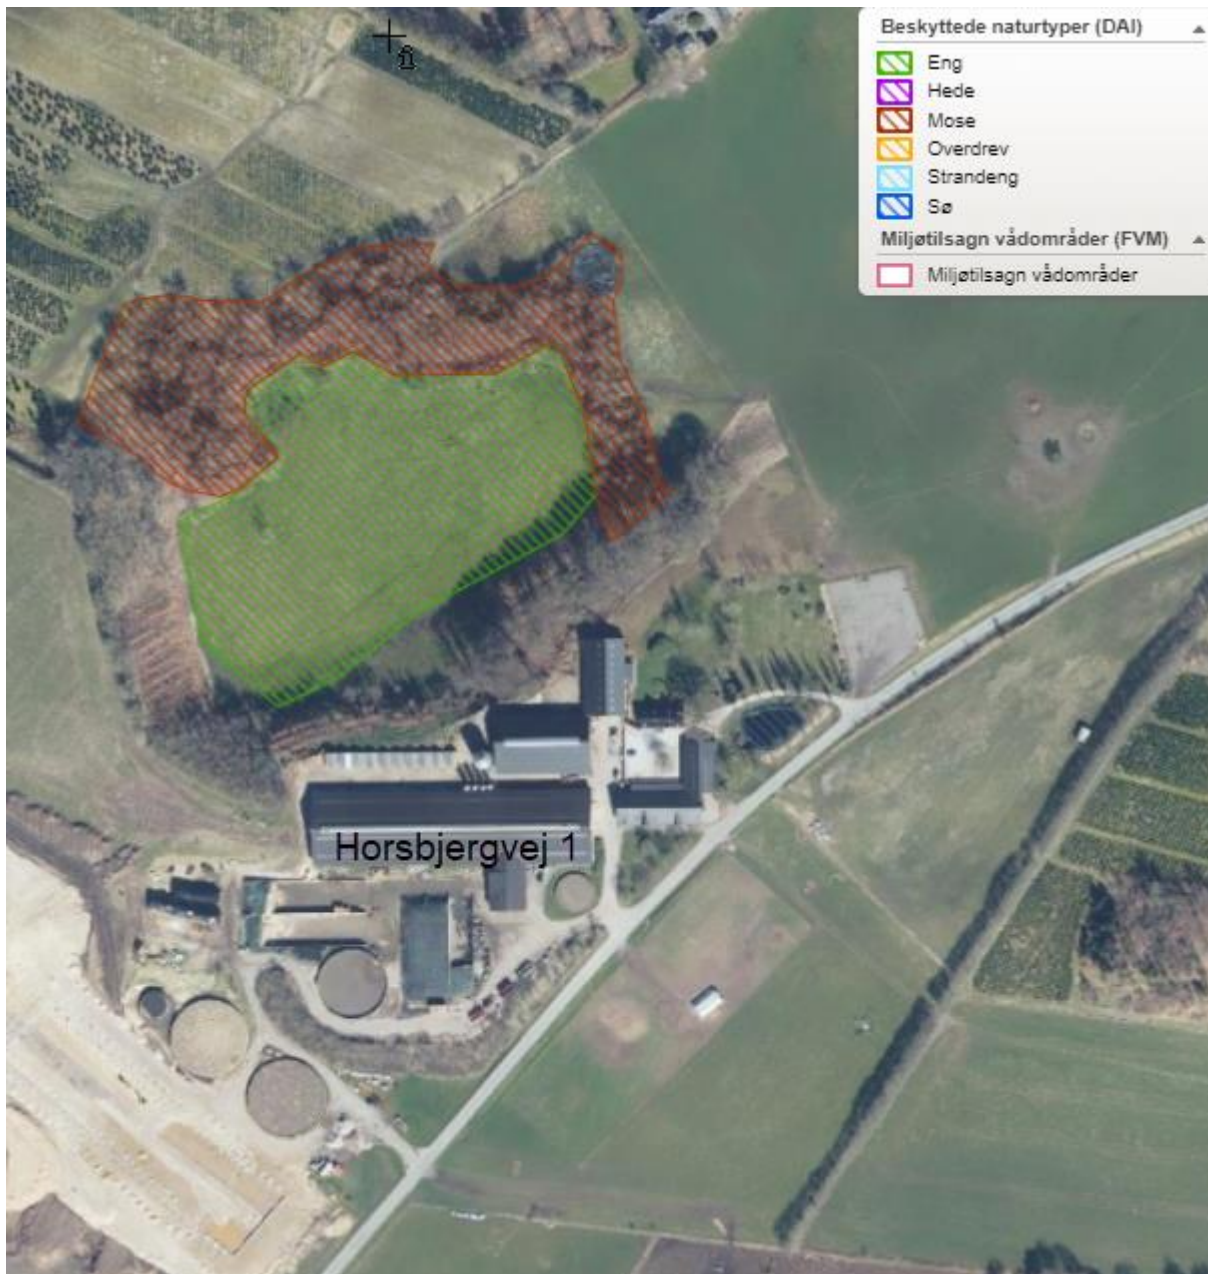 Beskyttede naturtyper (DAI)
Eng
Hede
Mose
Overdrev
Strandeng
Sø
Miljøtilsagn vådområder (FVM)
Miljøtilsagn vådområder
Horsbjergvej 1